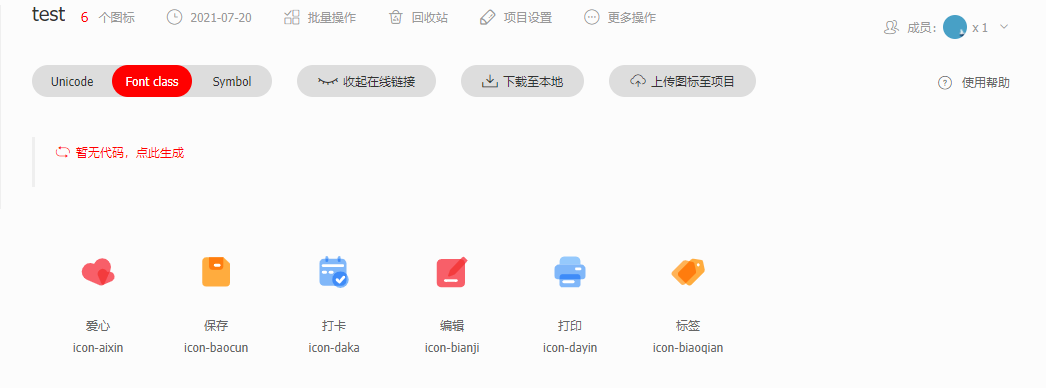 test 6 个图标 2021-07-20 批量操作 回收站 项目设置 更多操作
成员： x 1
Unicode Font class Symbol 收起在线链接 下载至本地 上传图标至项目 使用帮助
暂无代码，点此生成
爱心 保存 打卡 编辑 打印 标签
icon-aixin icon-baocun icon-daka icon-bianji icon-dayin icon-biaoqian